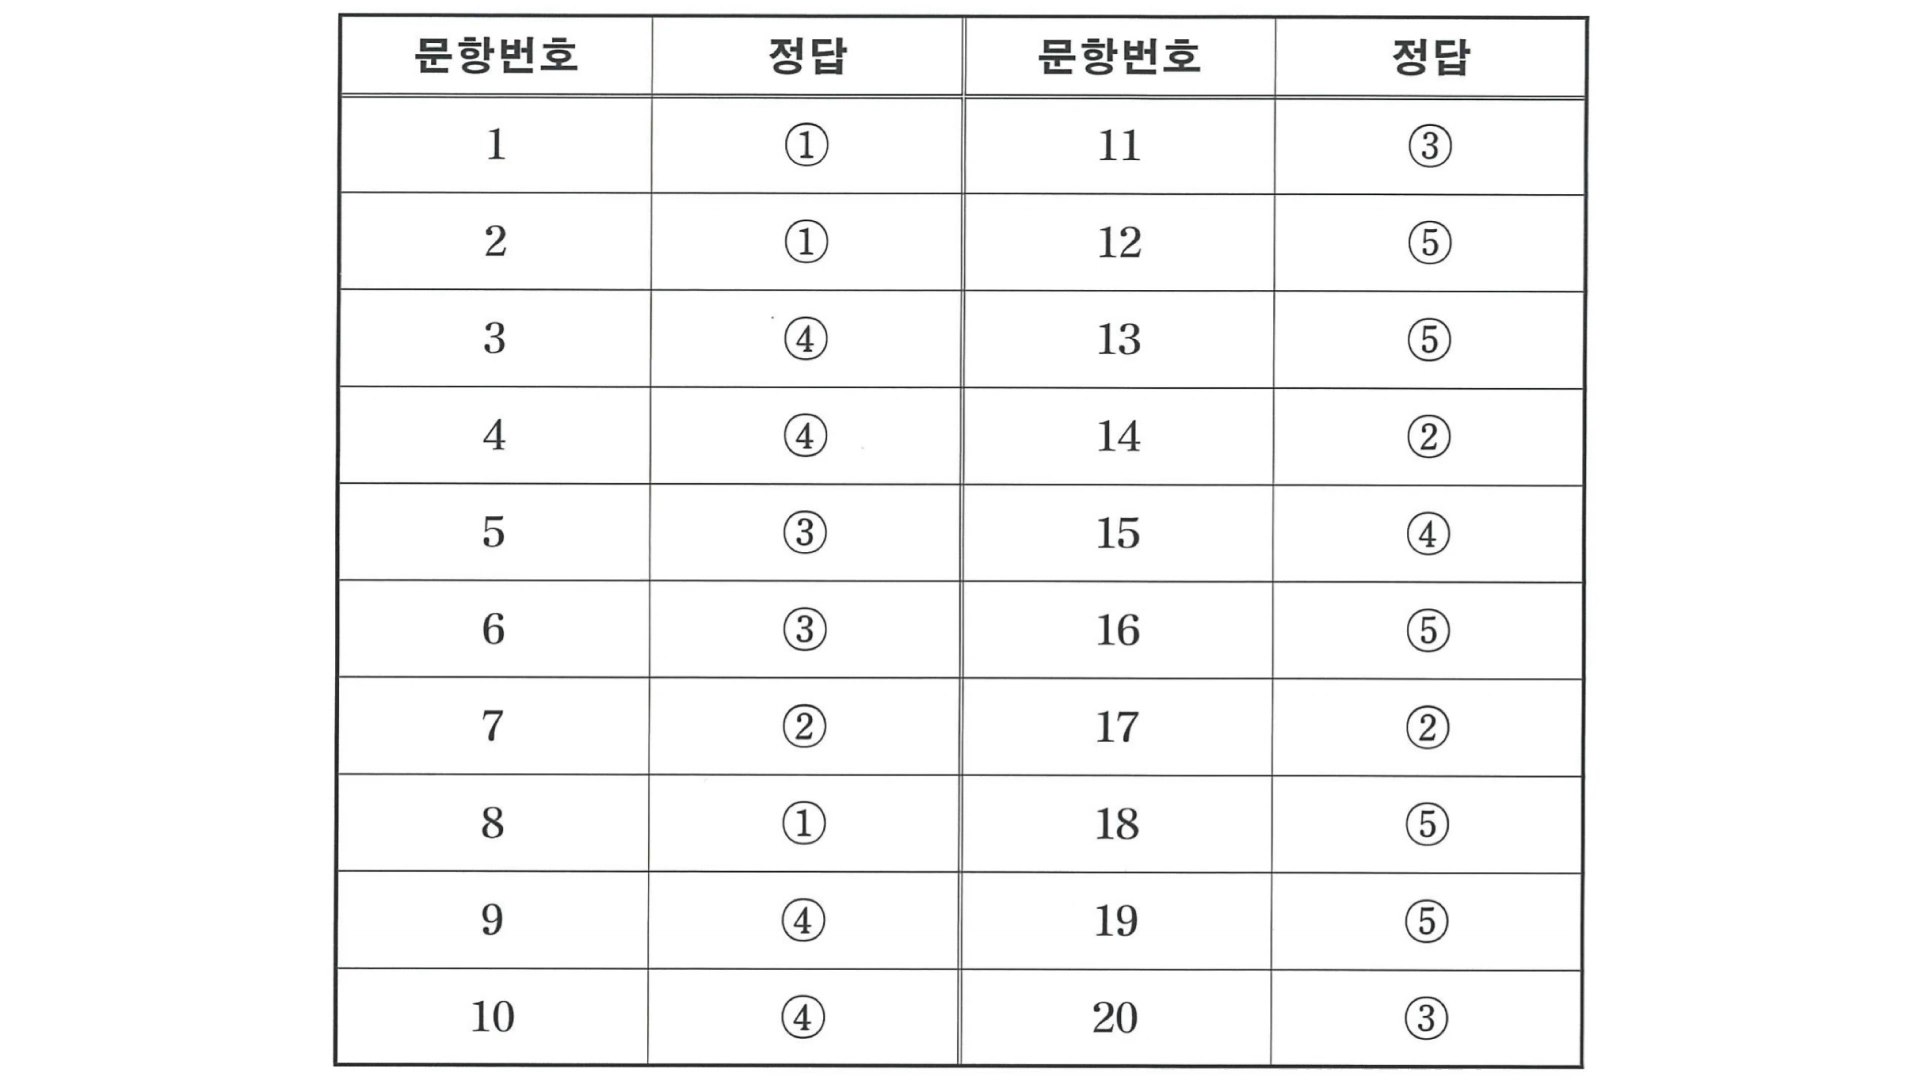 문항번호 정답 문항번호 정답
1 ① 11 ③
2 ① 12 ⑤
3 ④ 13 ⑤
4 ④ 14 ②
5 ③ 15 ④
6 ③ 16 ⑤
7 ② 17 ②
8 ① 18 ⑤
9 ④ 19 ⑤
10 ④ 20 ③